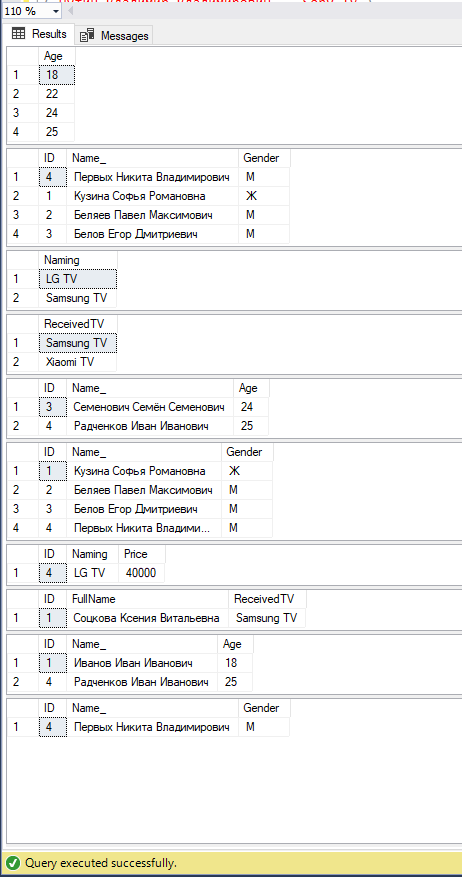 110 %
Results Messages
Age
1 18
2 22
3 24
4 25
ID Name_ Gender
1 4 Первых Никита Владимирович М
2 1 Кузина Софья Романовна Ж
3 2 Беляев Павел Максимович М
4 3 Белов Егор Дмитриевич М
Naming
1 LG TV
2 Samsung TV
ReceivedTV
1 Samsung TV
2 Xiaomi TV
ID Name_ Age
1 3 Семенович Семён Семенович 24
2 4 Радченков Иван Иванович 25
ID Name_ Gender
1 1 Кузина Софья Романовна Ж
2 2 Беляев Павел Максимович М
3 3 Белов Егор Дмитриевич М
4 4 Первых Никита Владими... М
ID Naming Price
1 4 LG TV 40000
ID FullName ReceivedTV
1 1 Соцкова Ксения Витальевна Samsung TV
ID Name_ Age
1 1 Иванов Иван Иванович 18
2 4 Радченков Иван Иванович 25
ID Name_ Gender
1 4 Первых Никита Владимирович М
Query executed successfully.